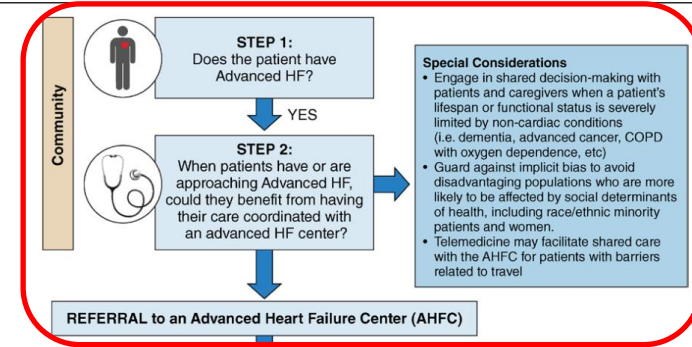 Community
STEP 1:
Does the patient have
Advanced HF?
YES
STEP 2:
When patients have or are
approaching Advanced HF,
could they benefit from having
their care coordinated with
an advanced HF center?
Special Considerations
• Engage in shared decision-making with
patients and caregivers when a patient's
lifespan or functional status is severely
limited by non-cardiac conditions
(i.e. dementia, advanced cancer, COPD
with oxygen dependence, etc)
• Guard against implicit bias to avoid
disadvantaging populations who are more
likely to be affected by social determinants
of health, including race/ethnic minority
patients and women.
• Telemedicine may facilitate shared care
with the AHFC for patients with barriers
related to travel
REFERRAL to an Advanced Heart Failure Center (AHFC)